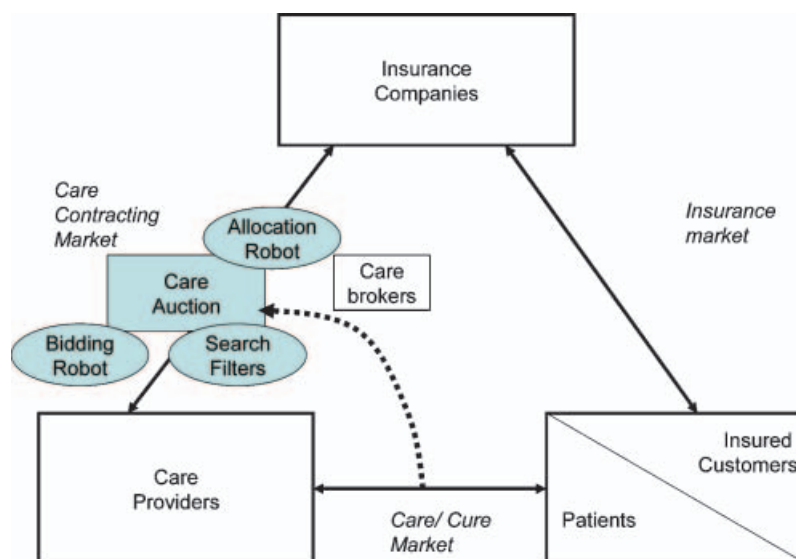 Insurance
Companies
Care
Contracting
Market
Allocation
Robot
Insurance
market
Care
brokers
Care
Auction
Bidding
Robot
Search
Filters
Care
Providers
Care/ Cure
Market
Insured
Customers
Patients